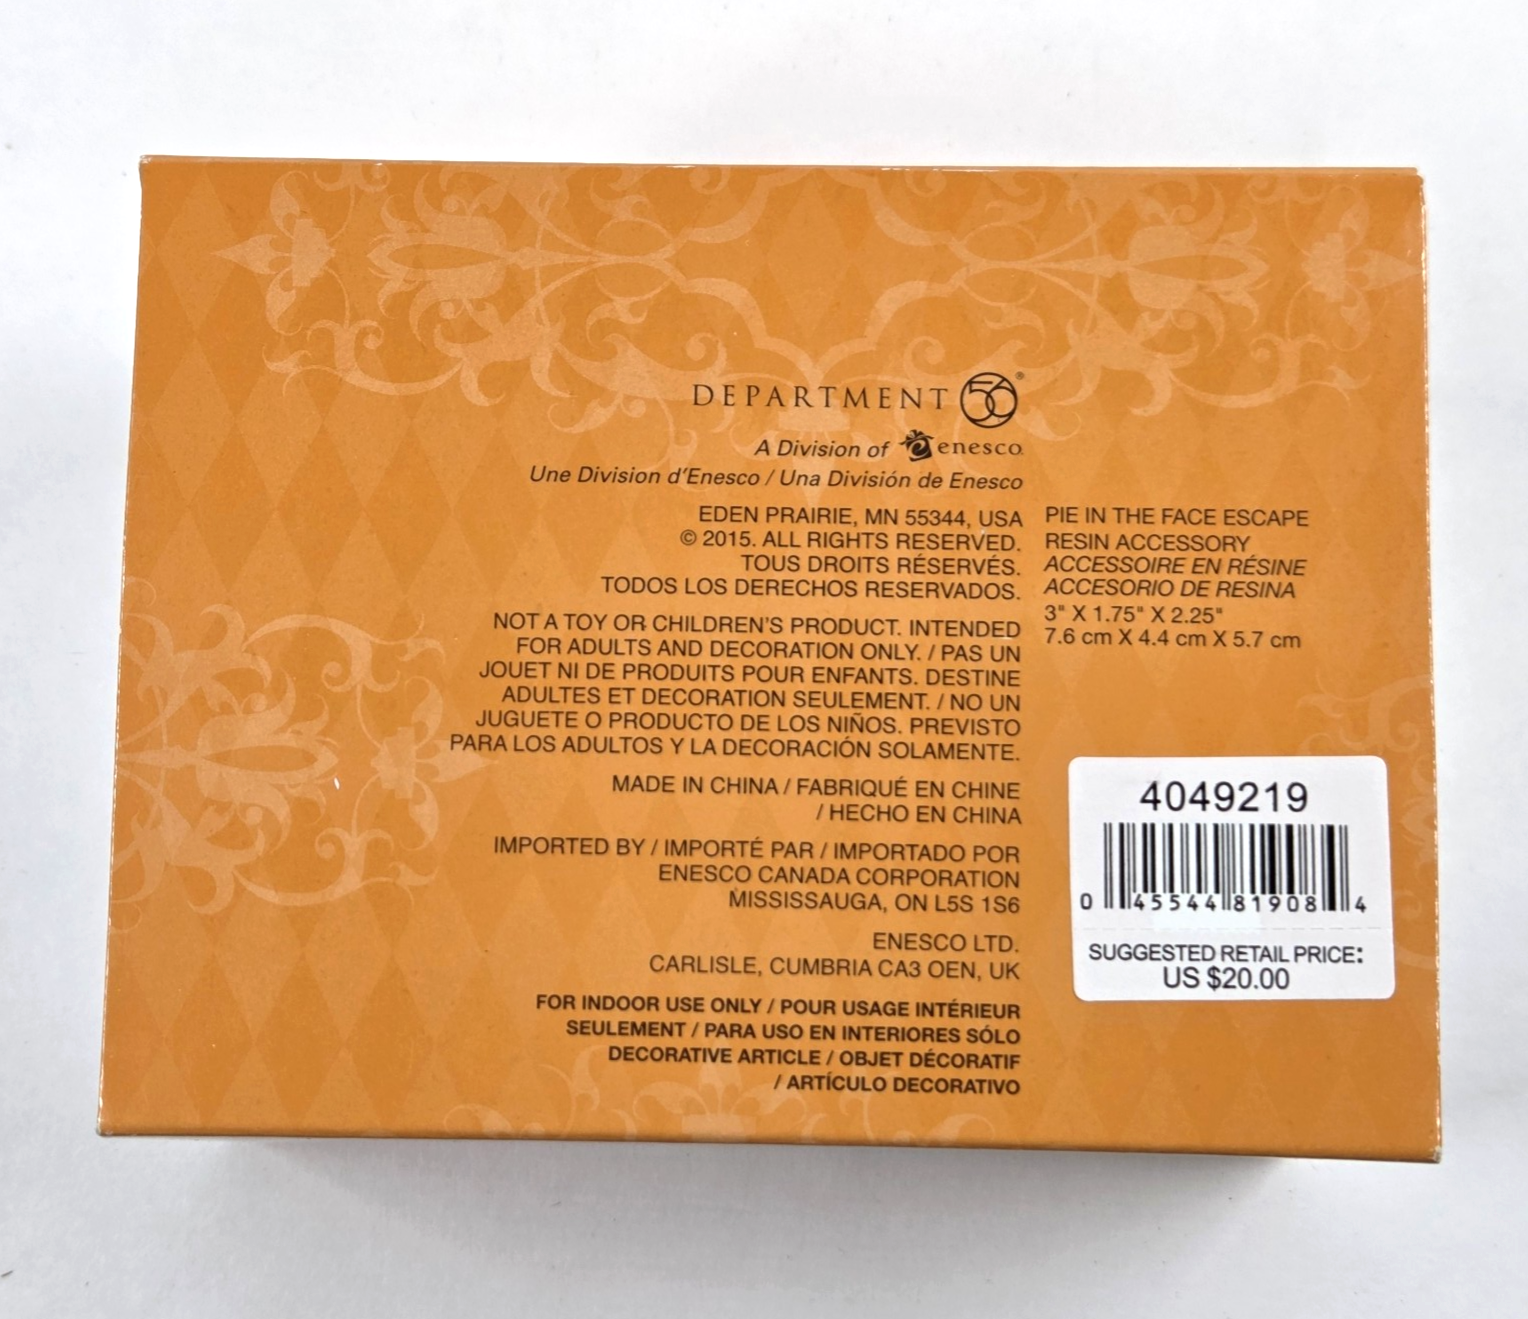 DEPARTMENT 56®
A Division of enesco.
Une Division d'Enesco / Una División de Enesco
EDEN PRAIRIE, MN 55344, USA
© 2015. ALL RIGHTS RESERVED.
TOUS DROITS RÉSERVÉS.
TODOS LOS DERECHOS RESERVADOS.
NOT A TOY OR CHILDREN'S PRODUCT. INTENDED
FOR ADULTS AND DECORATION ONLY. / PAS UN
JOUET NI DE PRODUITS POUR ENFANTS. DESTINE
ADULTES ET DECORATION SEULEMENT. / NO UN
JUGUETE O PRODUCTO DE LOS NIÑOS. PREVISTO
PARA LOS ADULTOS Y LA DECORACIÓN SOLAMENTE.
MADE IN CHINA / FABRIQUÉ EN CHINE
/ HECHO EN CHINA
IMPORTED BY / IMPORTÉ PAR / IMPORTADO POR
ENESCO CANADA CORPORATION
MISSISSAUGA, ON L5S 1S6
ENESCO LTD.
CARLISLE, CUMBRIA CA3 OEN, UK
FOR INDOOR USE ONLY / POUR USAGE INTÉRIEUR
SEULEMENT / PARA USO EN INTERIORES SÓLO
DECORATIVE ARTICLE / OBJET DÉCORATIF
/ ARTÍCULO DECORATIVO
PIE IN THE FACE ESCAPE
RESIN ACCESSORY
ACCESSOIRE EN RÉSINE
ACCESORIO DE RESINA
3" X 1.75" X 2.25"
7.6 cm X 4.4 cm X 5.7 cm
4049219
0 45544 81908 4
SUGGESTED RETAIL PRICE:
US $20.00